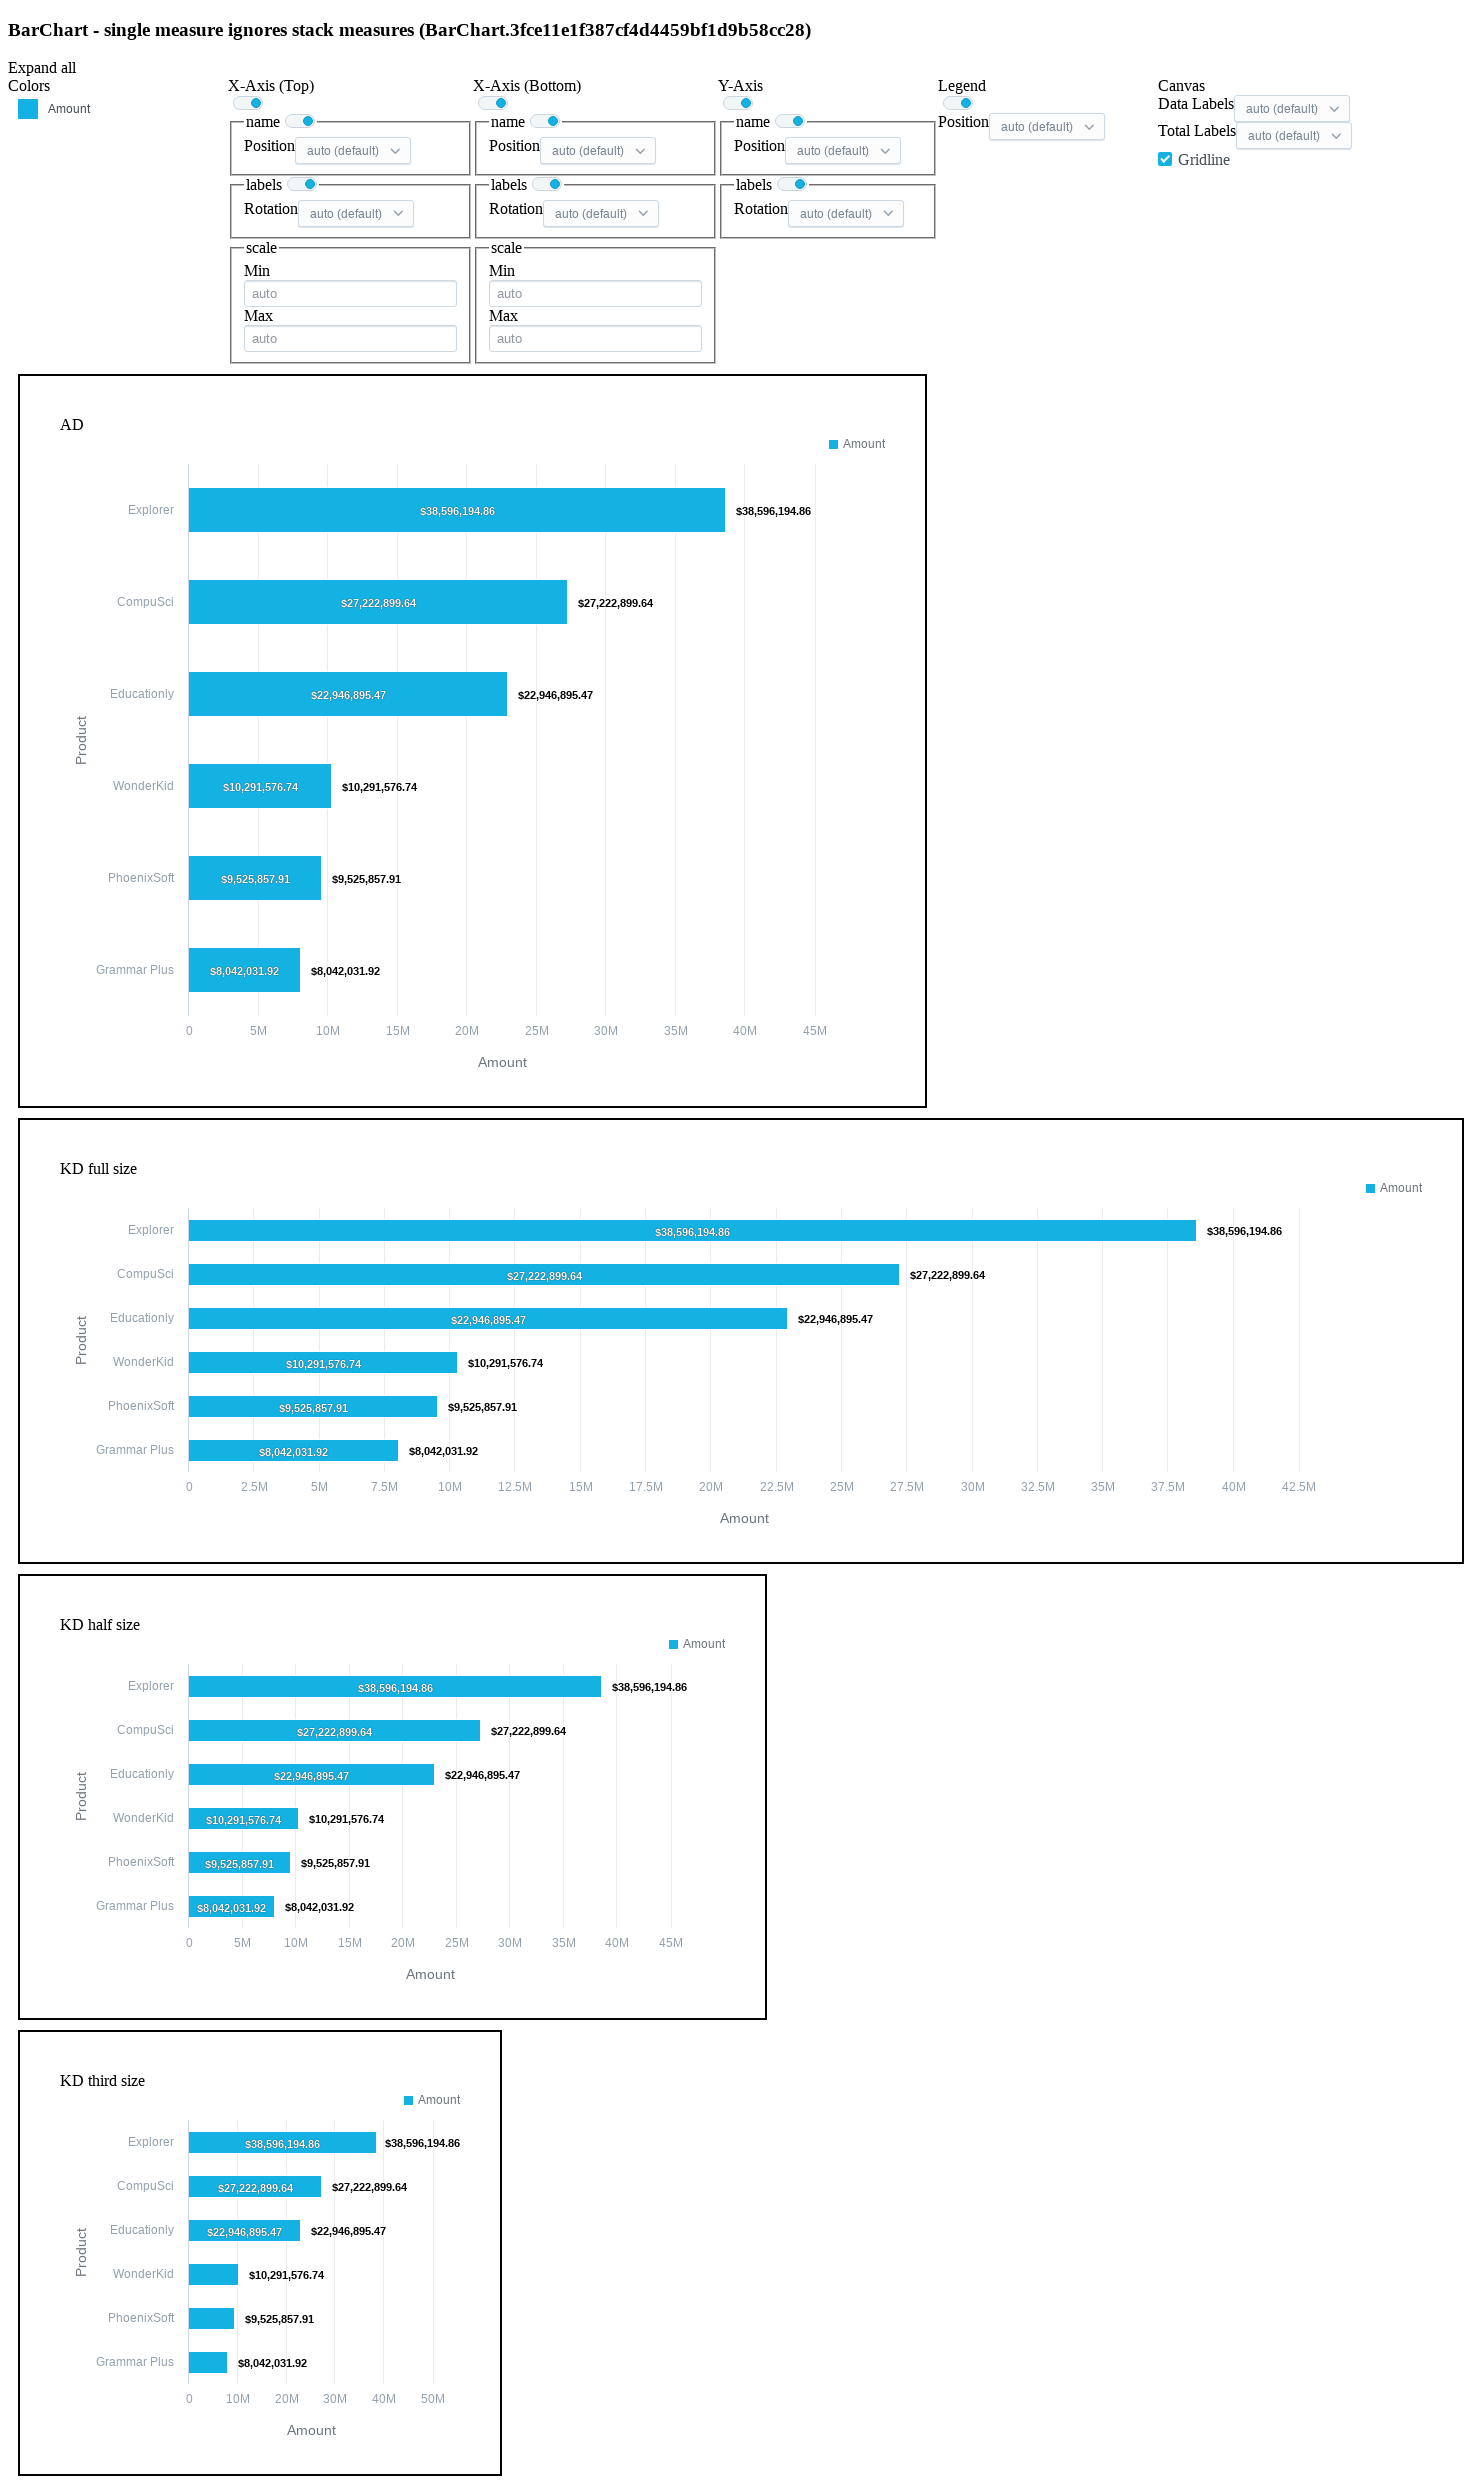 BarChart - single measure ignores stack measures (BarChart.3fce11e1f387cf4d4459bf1d9b58cc28)
Expand all
Colors
Amount
X-Axis (Top)
name
Position auto (default)
labels
Rotation auto (default)
scale
Min
auto
Max
auto
X-Axis (Bottom)
name
Position auto (default)
labels
Rotation auto (default)
scale
Min
auto
Max
auto
Y-Axis
name
Position auto (default)
labels
Rotation auto (default)
Legend
Position auto (default)
Canvas
Data Labels auto (default)
Total Labels auto (default)
Gridline
AD
Amount
Explorer $38,596,194.86 $38,596,194.86
CompuSci $27,222,899.64 $27,222,899.64
Educationly $22,946,895.47 $22,946,895.47
Product
WonderKid $10,291,576.74 $10,291,576.74
PhoenixSoft $9,525,857.91 $9,525,857.91
Grammar Plus $8,042,031.92 $8,042,031.92
0 5M 10M 15M 20M 25M 30M 35M 40M 45M
Amount
KD full size
Amount
Explorer $38,596,194.86 $38,596,194.86
CompuSci $27,222,899.64 $27,222,899.64
Educationly $22,946,895.47 $22,946,895.47
Product
WonderKid $10,291,576.74 $10,291,576.74
PhoenixSoft $9,525,857.91 $9,525,857.91
Grammar Plus $8,042,031.92 $8,042,031.92
0 2.5M 5M 7.5M 10M 12.5M 15M 17.5M 20M 22.5M 25M 27.5M 30M 32.5M 35M 37.5M 40M 42.5M
Amount
KD half size
Amount
Explorer $38,596,194.86 $38,596,194.86
CompuSci $27,222,899.64 $27,222,899.64
Educationly $22,946,895.47 $22,946,895.47
Product
WonderKid $10,291,576.74 $10,291,576.74
PhoenixSoft $9,525,857.91 $9,525,857.91
Grammar Plus $8,042,031.92 $8,042,031.92
0 5M 10M 15M 20M 25M 30M 35M 40M 45M
Amount
KD third size
Amount
Explorer $38,596,194.86 $38,596,194.86
CompuSci $27,222,899.64 $27,222,899.64
Educationly $22,946,895.47 $22,946,895.47
Product
WonderKid $10,291,576.74
PhoenixSoft $9,525,857.91
Grammar Plus $8,042,031.92
0 10M 20M 30M 40M 50M
Amount